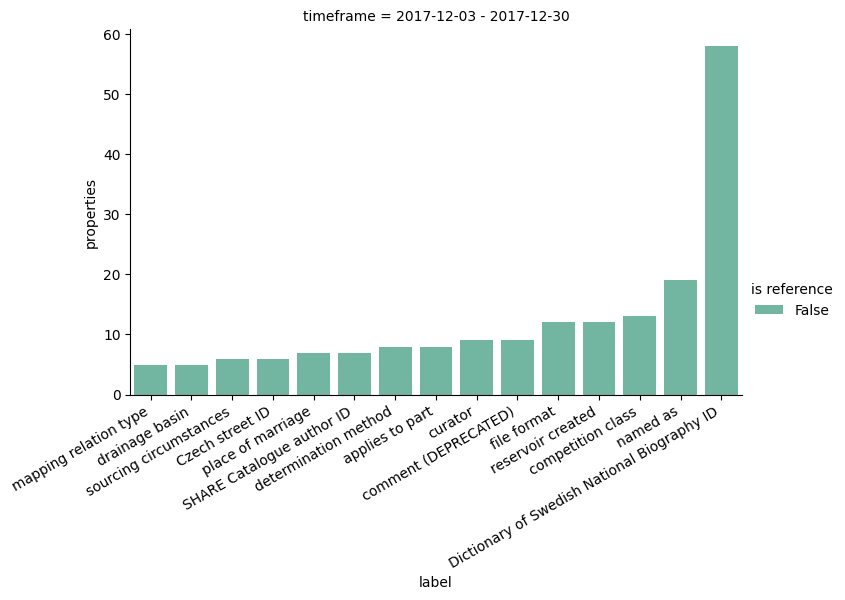 timeframe = 2017-12-03 - 2017-12-30
60
50
40
30
20
10
0
properties
is reference
False
mapping relation type
drainage basin
sourcing circumstances
Czech street ID
place of marriage
SHARE Catalogue author ID
determination method
applies to part
curator
comment (DEPRECATED)
file format
reservoir created
competition class
named as
Dictionary of Swedish National Biography ID
label